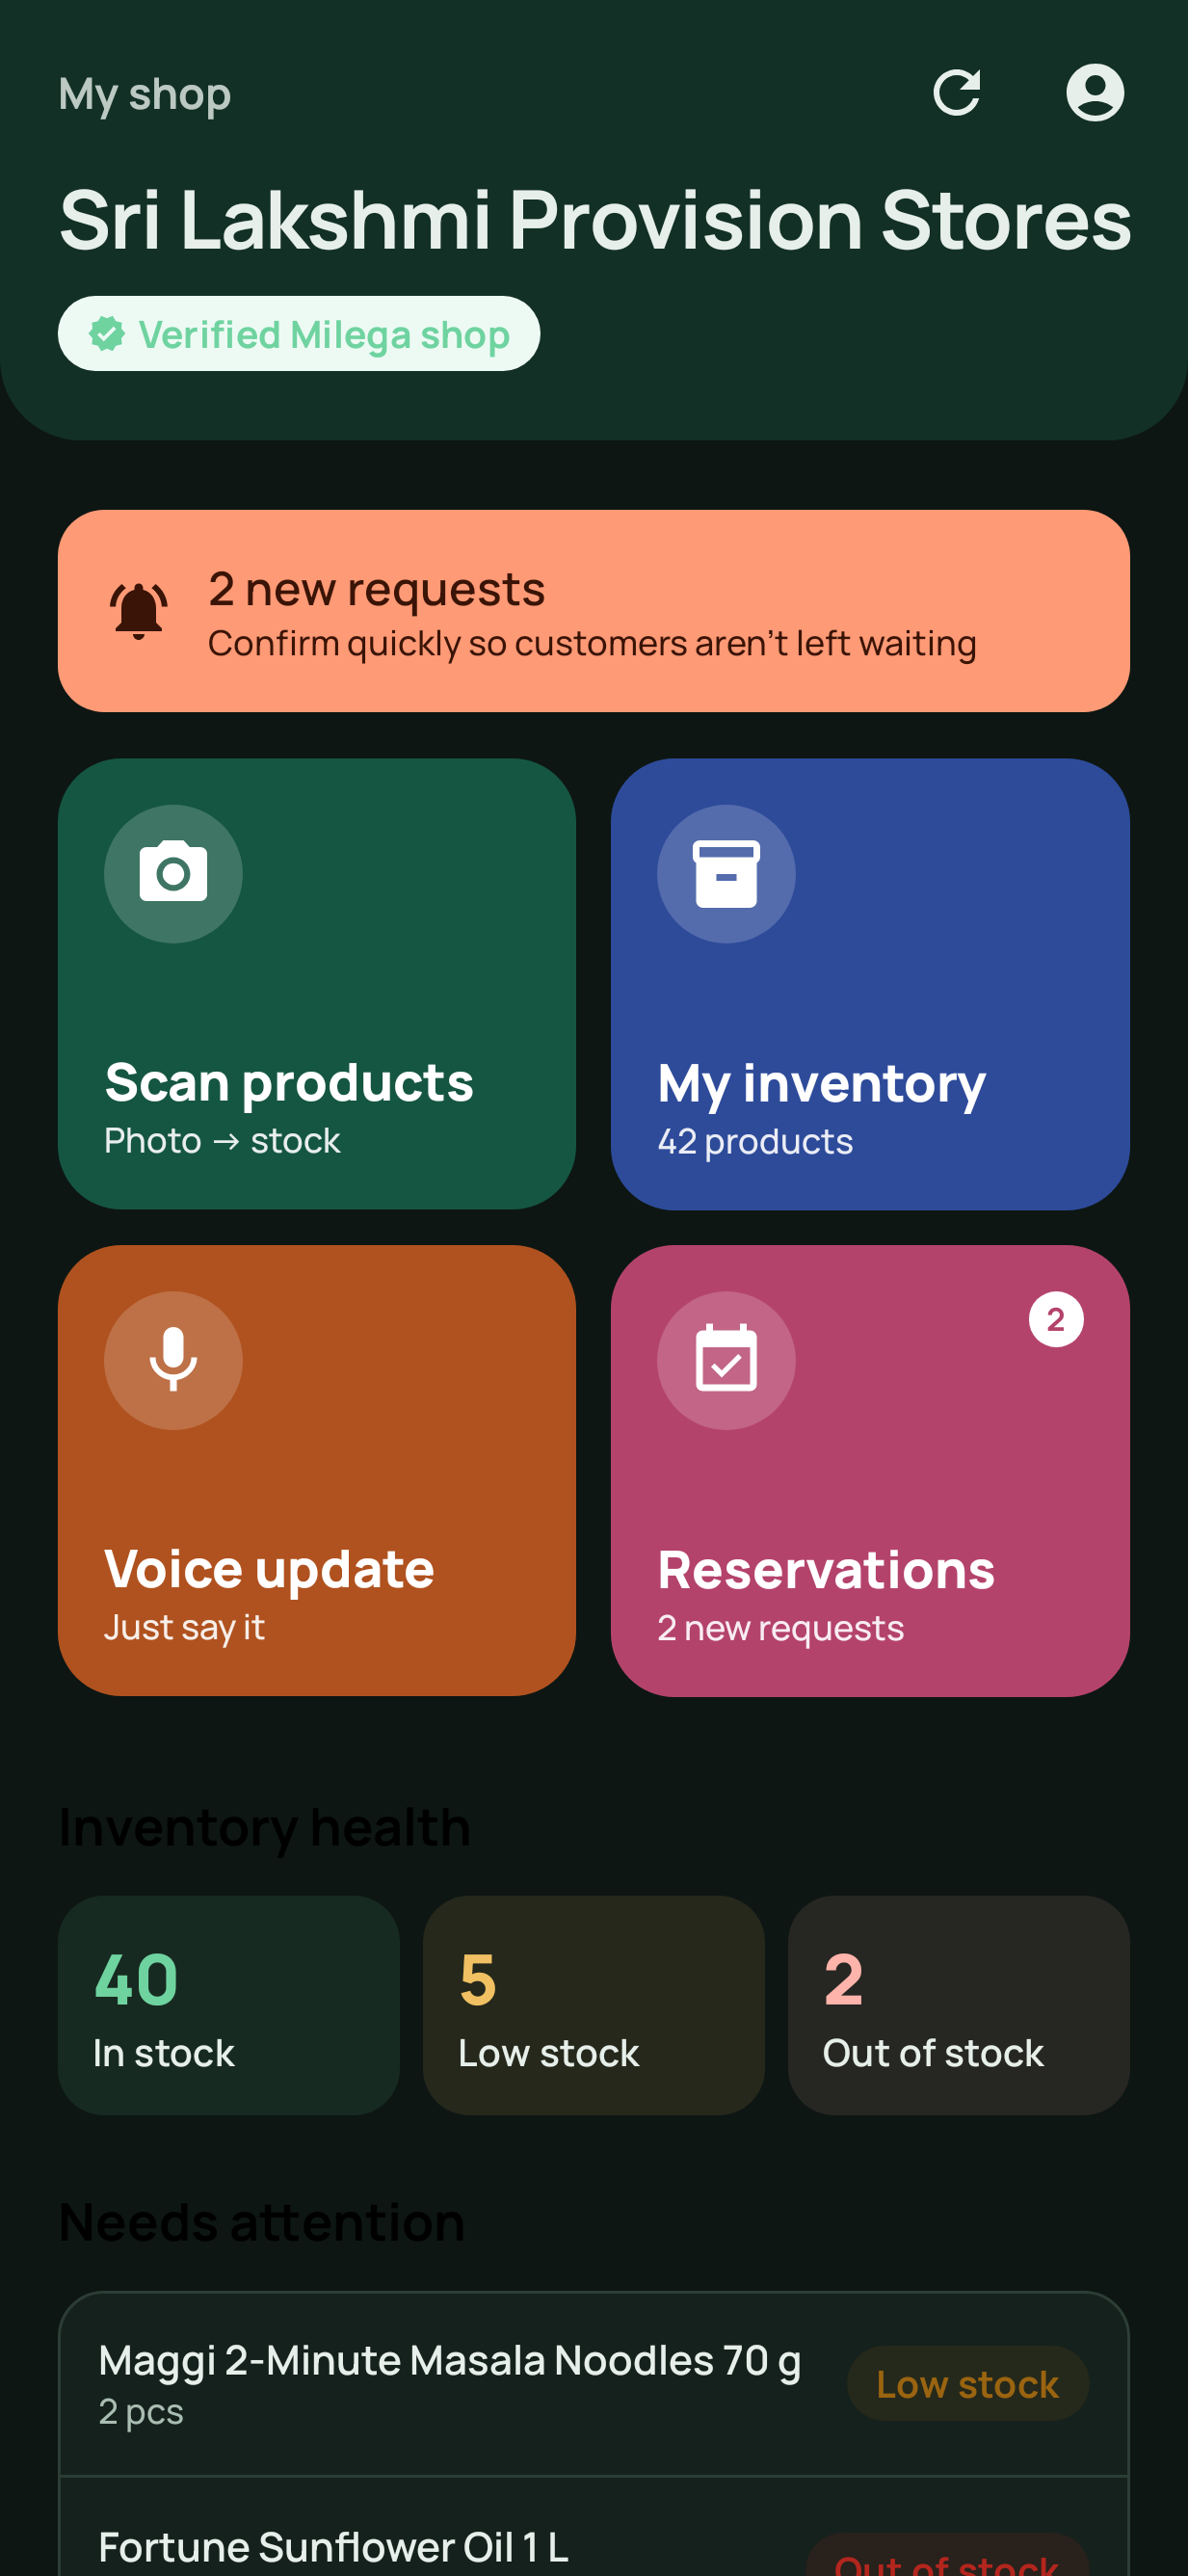 My shop
Sri Lakshmi Provision Stores
Verified Milega shop
2 new requests
Confirm quickly so customers aren't left waiting
Scan products
Photo → stock
My inventory
42 products
Voice update
Just say it
2
Reservations
2 new requests
Inventory health
40
In stock
5
Low stock
2
Out of stock
Needs attention
Maggi 2-Minute Masala Noodles 70 g
2 pcs
Low stock
Fortune Sunflower Oil 1 L
Out of stock